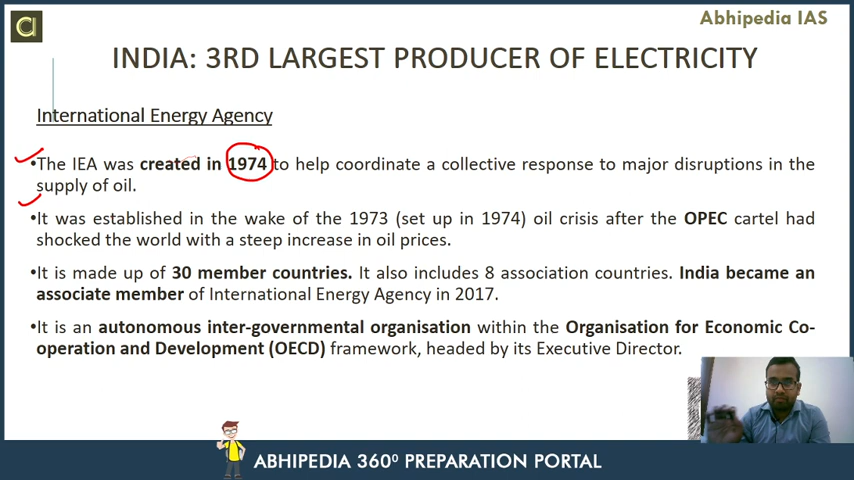 Abhipedia IAS
INDIA: 3RD LARGEST PRODUCER OF ELECTRICITY
International Energy Agency
•The IEA was created in 1974 to help coordinate a collective response to major disruptions in the
supply of oil.
•It was established in the wake of the 1973 (set up in 1974) oil crisis after the OPEC cartel had
shocked the world with a steep increase in oil prices.
•It is made up of 30 member countries. It also includes 8 association countries. India became an
associate member of International Energy Agency in 2017.
•It is an autonomous inter-governmental organisation within the Organisation for Economic Co-
operation and Development (OECD) framework, headed by its Executive Director.
ABHIPEDIA 360⁰ PREPARATION PORTAL